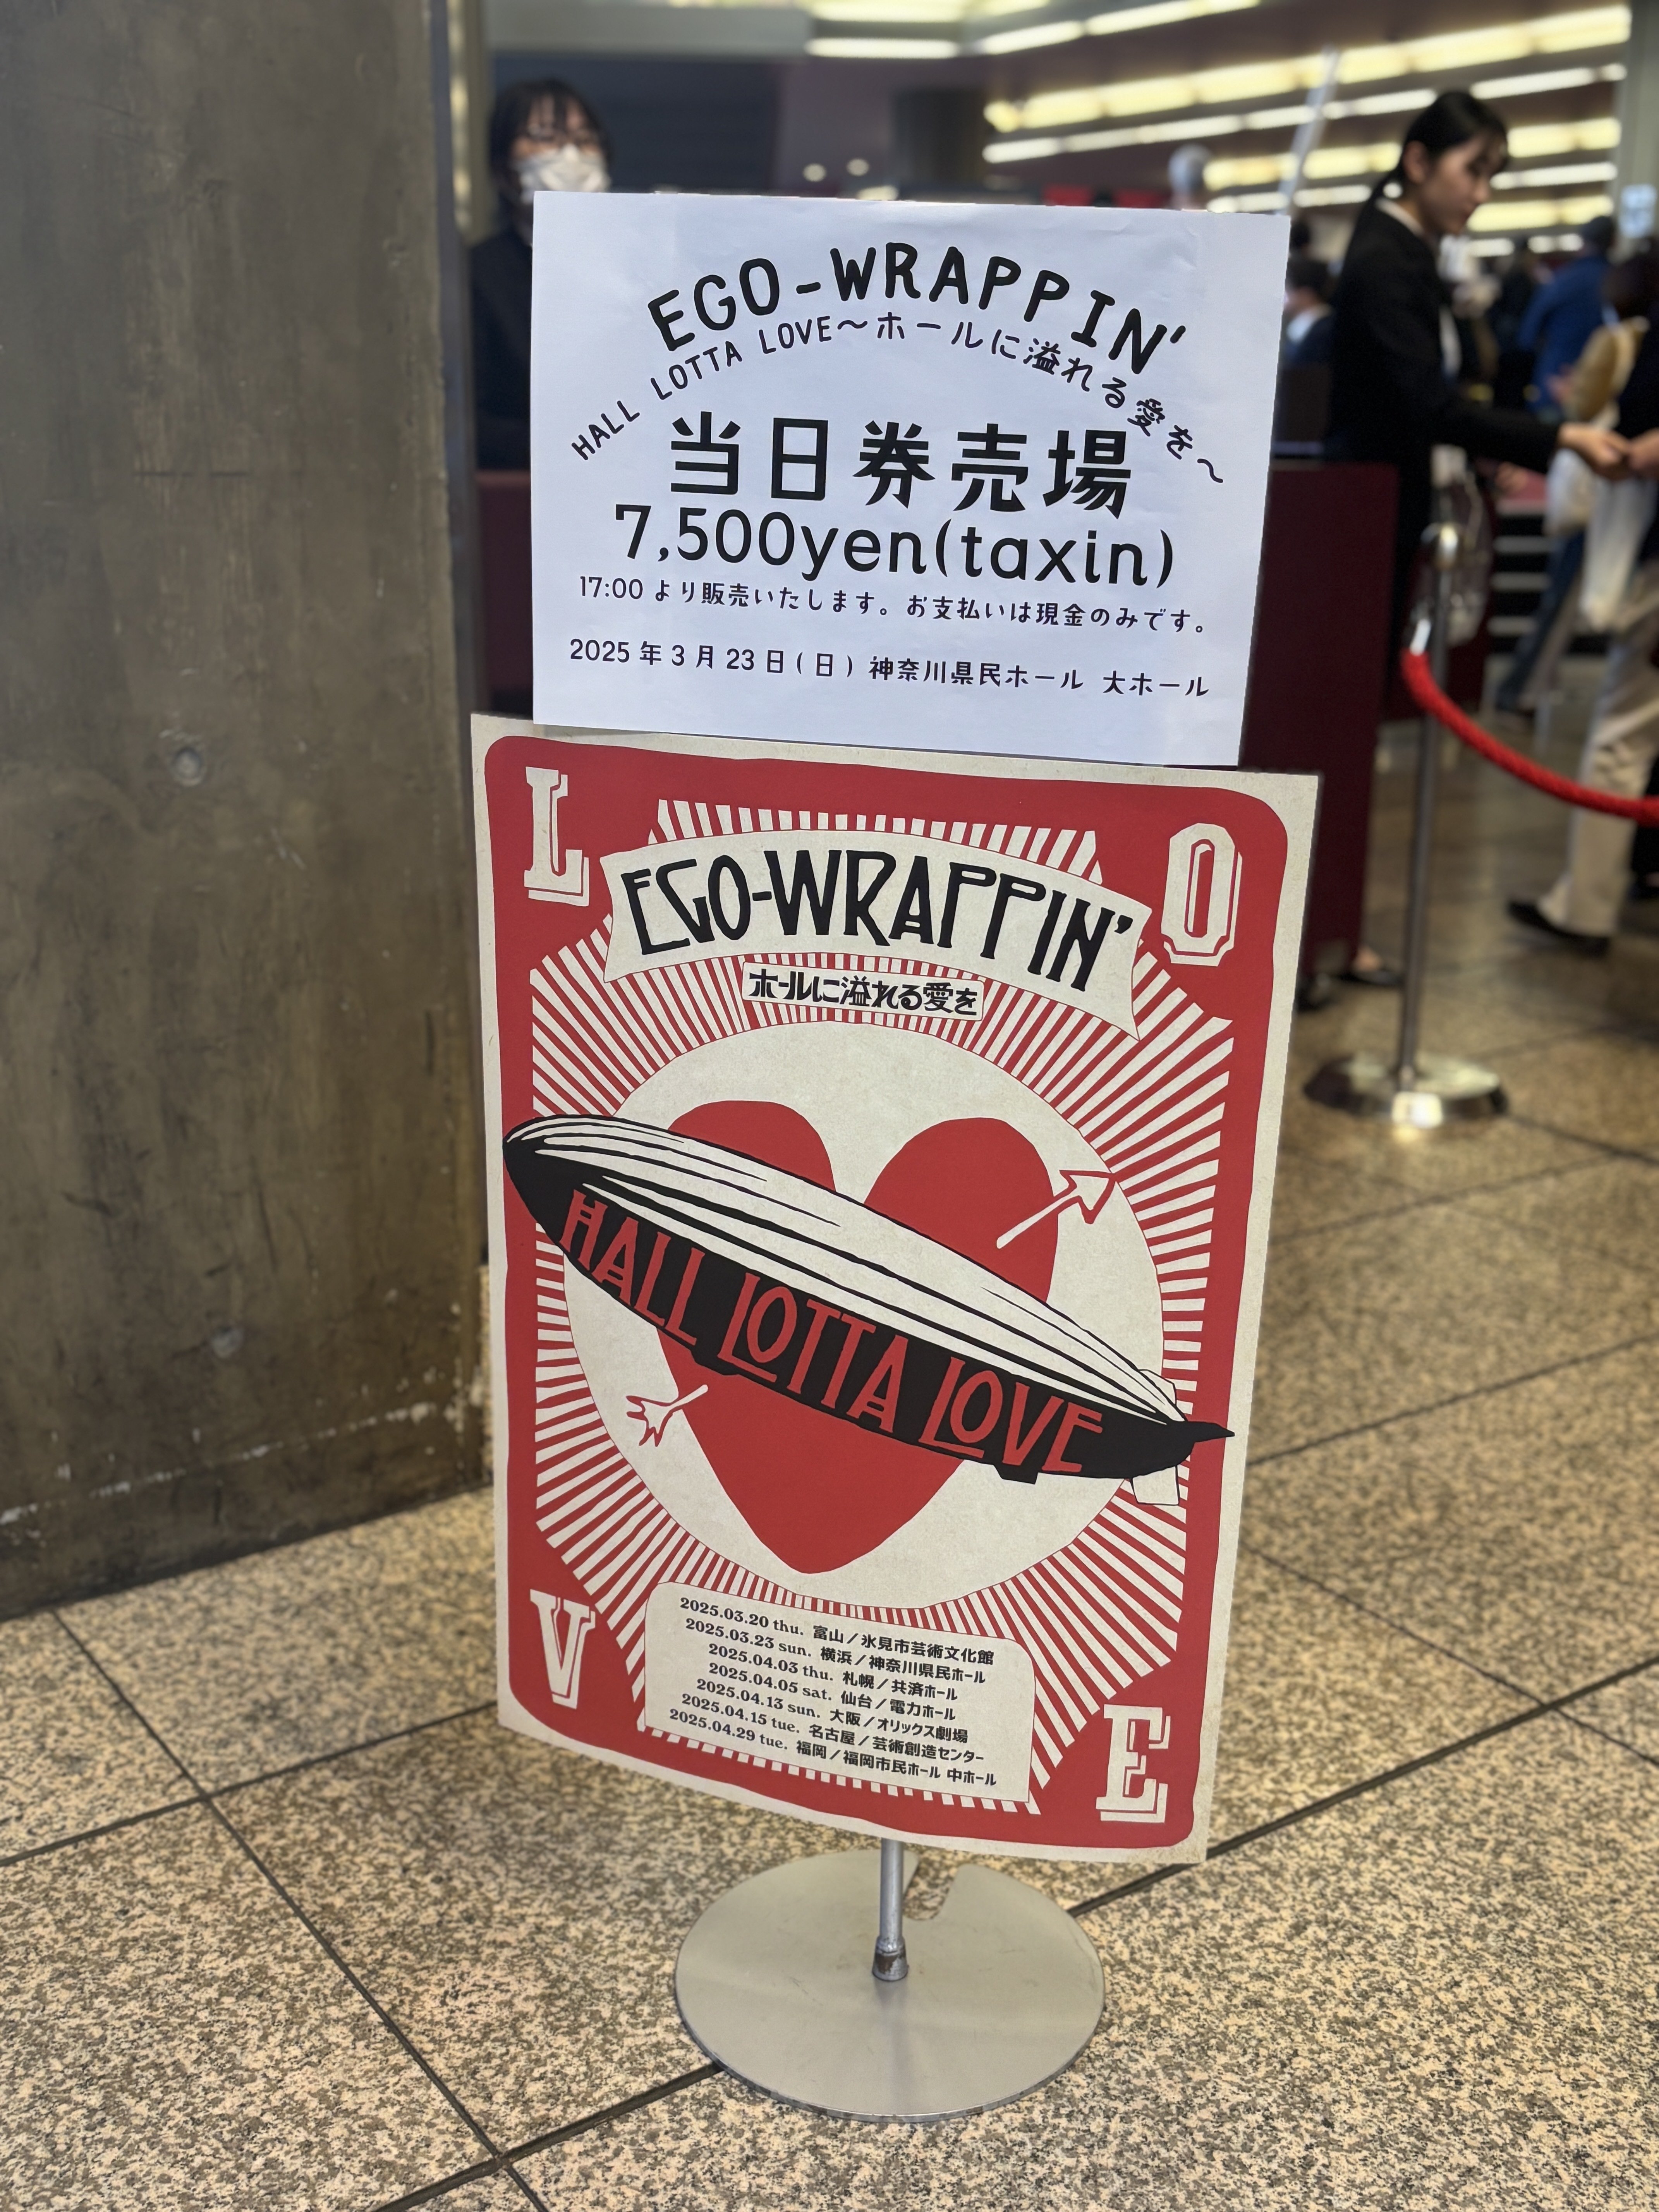 EGO-WRAPPIN'
HALL LOTTA LOVE〜ホールに溢れる愛を〜
当日券売場
7,500yen(taxin)
17:00 より販売いたします。お支払いは現金のみです。
2025 年 3 月 23 日 ( 日 ) 神奈川県民ホール 大ホール
L
O
EGO-WRAPPIN'
ホールに溢れる愛を
HALL LOTTA LOVE
2025.03.20 thu. 富山／氷見市芸術文化館
2025.03.23 sun. 横浜／神奈川県民ホール
2025.04.03 thu. 札幌／共済ホール
2025.04.05 sat. 仙台／電力ホール
2025.04.13 sun. 大阪／オリックス劇場
2025.04.15 tue. 名古屋／芸術創造センター
2025.04.29 tue. 福岡／福岡市民ホール 中ホール
V
E